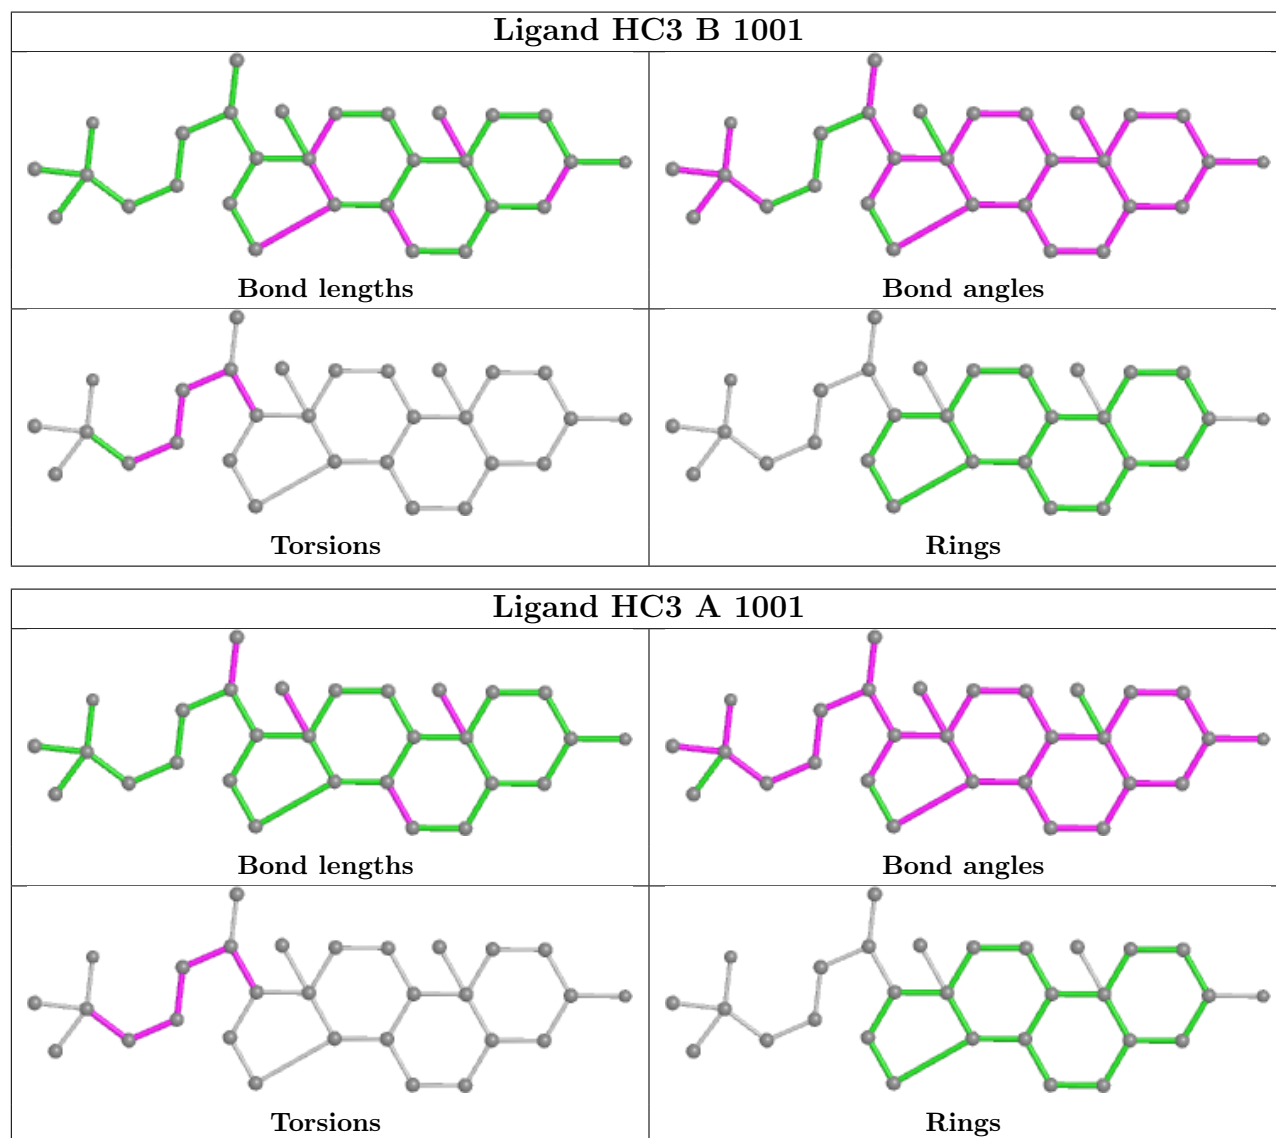 Ligand HC3 B 1001
Bond lengths
Bond angles
Torsions
Rings
Ligand HC3 A 1001
Bond lengths
Bond angles
Torsions
Rings